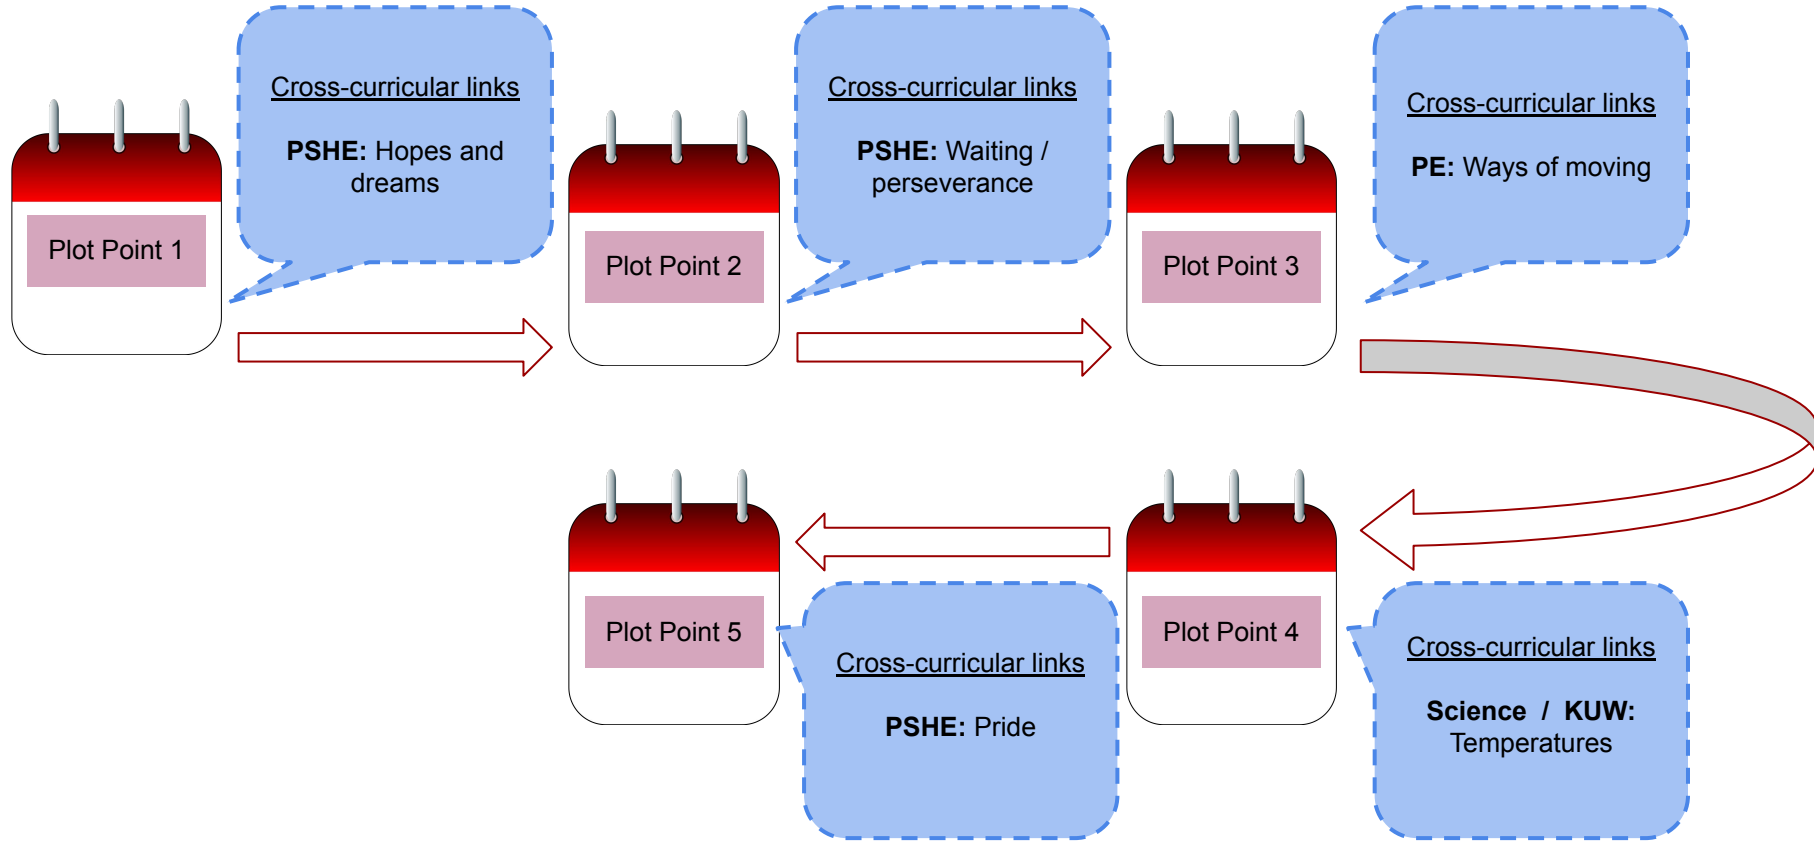 Plot Point 1
Cross-curricular links
PSHE: Hopes and
dreams
Plot Point 2
Cross-curricular links
PSHE: Waiting /
perseverance
Plot Point 3
Cross-curricular links
PE: Ways of moving
Plot Point 4
Cross-curricular links
Science / KUW:
Temperatures
Plot Point 5
Cross-curricular links
PSHE: Pride